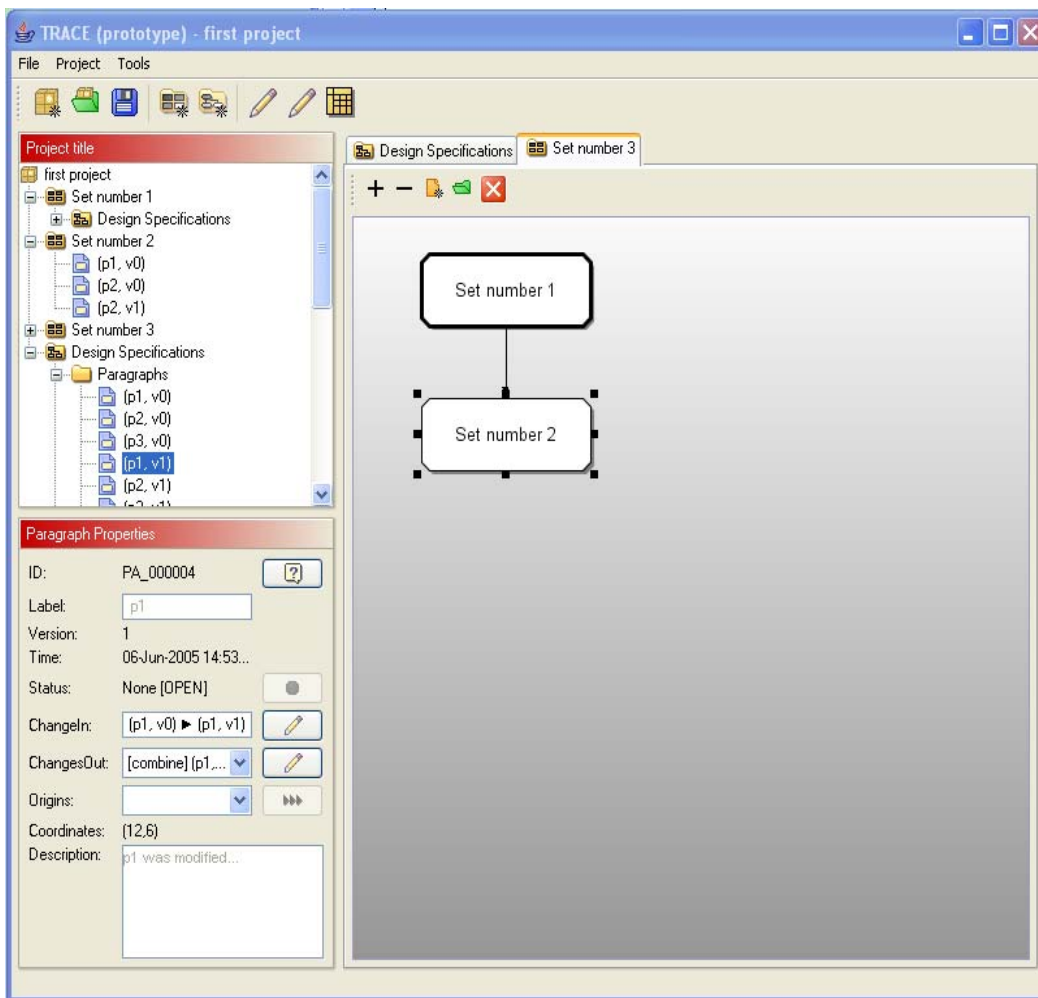 TRACE (prototype) - first project
File Project Tools
Project title
first project
Set number 1
Design Specifications
Set number 2
(p1, v0)
(p2, v0)
(p2, v1)
Set number 3
Design Specifications
Paragraphs
(p1, v0)
(p2, v0)
(p3, v0)
(p1, v1)
(p2, v1)
Paragraph Properties
ID: PA_000004
Label: p1
Version: 1
Time: 06-Jun-2005 14:53...
Status: None [OPEN]
ChangeIn: (p1, v0) ► (p1, v1)
ChangesOut: [combine] (p1,...
Origins:
Coordinates: (12,6)
Description: p1 was modified...
Design Specifications Set number 3
Set number 1
Set number 2